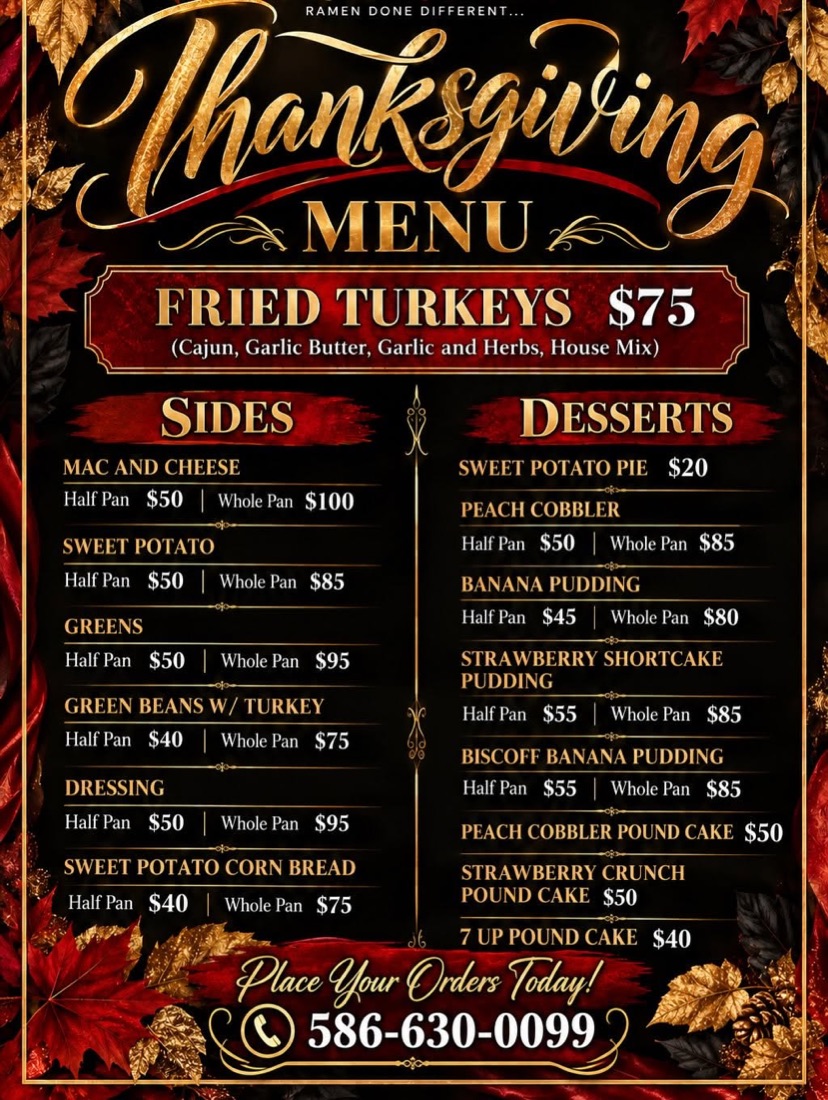 RAMEN DONE DIFFERENT...
Thanksgiving
MENU
FRIED TURKEYS $75
(Cajun, Garlic Butter, Garlic and Herbs, House Mix)
SIDES
MAC AND CHEESE
Half Pan $50 | Whole Pan $100
SWEET POTATO
Half Pan $50 | Whole Pan $85
GREENS
Half Pan $50 | Whole Pan $95
GREEN BEANS W/ TURKEY
Half Pan $40 | Whole Pan $75
DRESSING
Half Pan $50 | Whole Pan $95
SWEET POTATO CORN BREAD
Half Pan $40 | Whole Pan $75
DESSERTS
SWEET POTATO PIE $20
PEACH COBBLER
Half Pan $50 | Whole Pan $85
BANANA PUDDING
Half Pan $45 | Whole Pan $80
STRAWBERRY SHORTCAKE
PUDDING
Half Pan $55 | Whole Pan $85
BISCOFF BANANA PUDDING
Half Pan $55 | Whole Pan $85
PEACH COBBLER POUND CAKE $50
STRAWBERRY CRUNCH
POUND CAKE $50
7 UP POUND CAKE $40
Place Your Orders Today!
586-630-0099